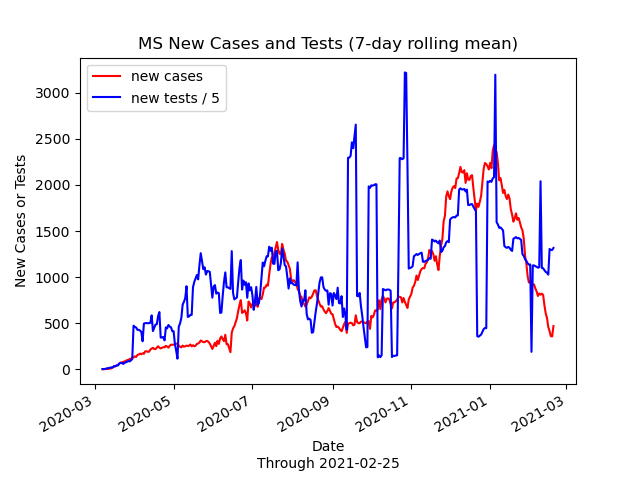 MS New Cases and Tests (7-day rolling mean)
new cases
new tests / 5
New Cases or Tests
3000
2500
2000
1500
1000
500
0
2020-03
2020-05
2020-07
2020-09
2020-11
2021-01
2021-03
Date
Through 2021-02-25